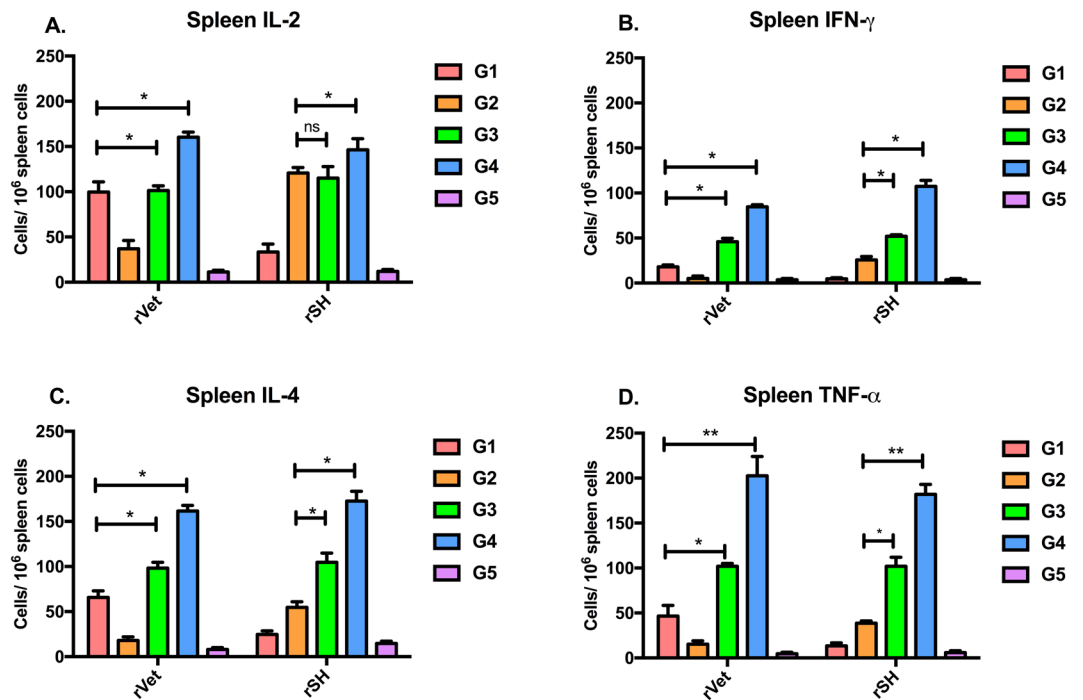 A.
Spleen IL-2
Cells/ 10⁶ spleen cells
250
200
150
100
50
0
*
*
*
ns
rVet
rSH
G1
G2
G3
G4
G5
B.
Spleen IFN-γ
Cells/ 10⁶ spleen cells
250
200
150
100
50
0
*
*
*
*
rVet
rSH
G1
G2
G3
G4
G5
C.
Spleen IL-4
Cells/ 10⁶ spleen cells
250
200
150
100
50
0
*
*
*
*
rVet
rSH
G1
G2
G3
G4
G5
D.
Spleen TNF-α
Cells/ 10⁶ spleen cells
250
200
150
100
50
0
**
*
**
*
rVet
rSH
G1
G2
G3
G4
G5